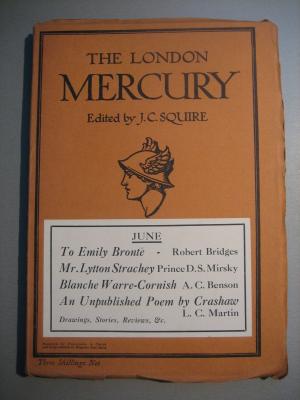 THE LONDON
MERCURY
Edited by J.C. SQUIRE
JUNE
To Emily Brontë - Robert Bridges
Mr. Lytton Strachey Prince D.S. Mirsky
Blanche Warre-Cornish A. C. Benson
An Unpublished Poem by Crashaw
L. C. Martin
Drawings, Stories, Reviews, &c.
Three Shillings Net